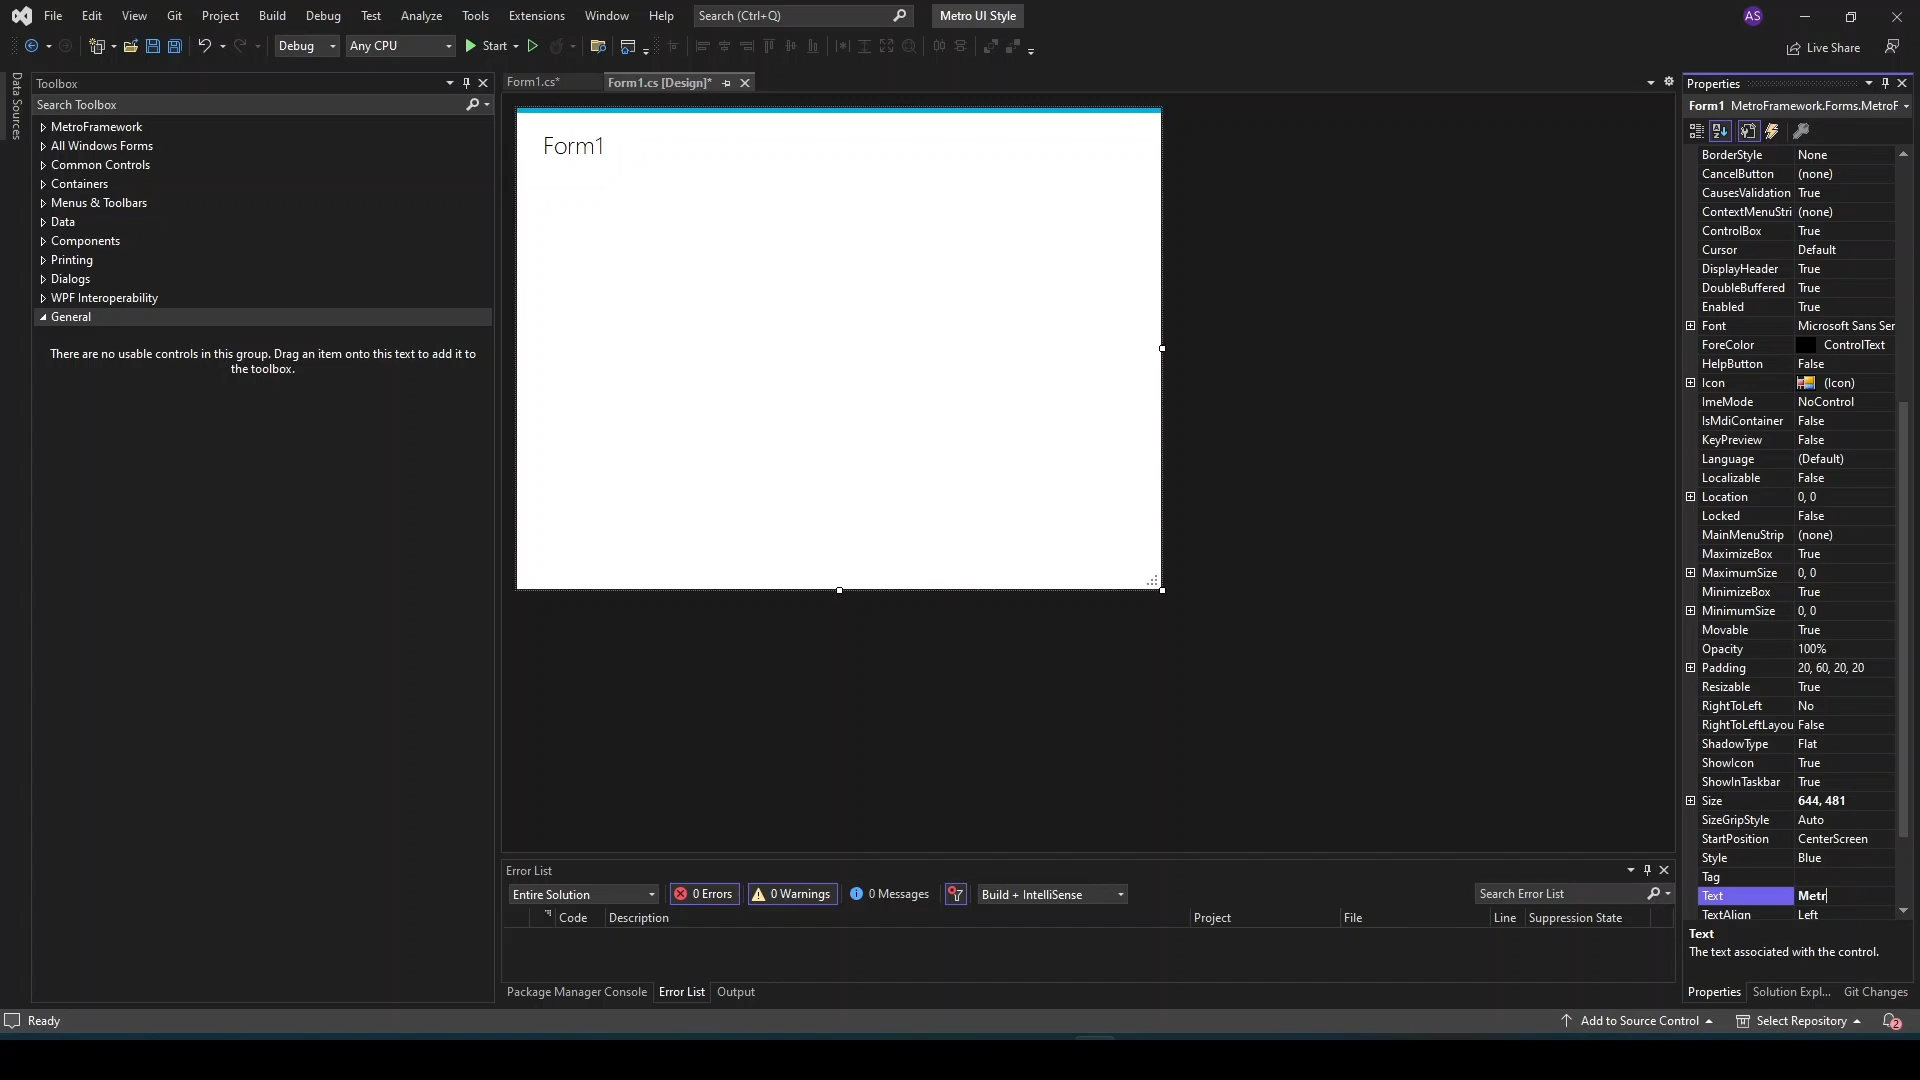 File Edit View Git Project Build Debug Test Analyze Tools Extensions Window Help Search (Ctrl+Q) Metro UI Style AS
Debug Any CPU Start Live Share
Data Sources
Toolbox
Search Toolbox
MetroFramework
All Windows Forms
Common Controls
Containers
Menus & Toolbars
Data
Components
Printing
Dialogs
WPF Interoperability
General
There are no usable controls in this group. Drag an item onto this text to add it to
the toolbox.
Form1.cs* Form1.cs [Design]*
Form1
Error List
Entire Solution 0 Errors 0 Warnings 0 Messages Build + IntelliSense Search Error List
Code Description Project File Line Suppression State
Package Manager Console Error List Output
Properties
Form1 MetroFramework.Forms.MetroF
BorderStyle None
CancelButton (none)
CausesValidation True
ContextMenuStri (none)
ControlBox True
Cursor Default
DisplayHeader True
DoubleBuffered True
Enabled True
Font Microsoft Sans Ser
ForeColor ControlText
HelpButton False
Icon (Icon)
ImeMode NoControl
IsMdiContainer False
KeyPreview False
Language (Default)
Localizable False
Location 0, 0
Locked False
MainMenuStrip (none)
MaximizeBox True
MaximumSize 0, 0
MinimizeBox True
MinimumSize 0, 0
Movable True
Opacity 100%
Padding 20, 60, 20, 20
Resizable True
RightToLeft No
RightToLeftLayou False
ShadowType Flat
ShowIcon True
ShowInTaskbar True
Size 644, 481
SizeGripStyle Auto
StartPosition CenterScreen
Style Blue
Tag
Text Metr
TextAlign Left
Text
The text associated with the control.
Properties Solution Expl... Git Changes
Ready Add to Source Control Select Repository 2